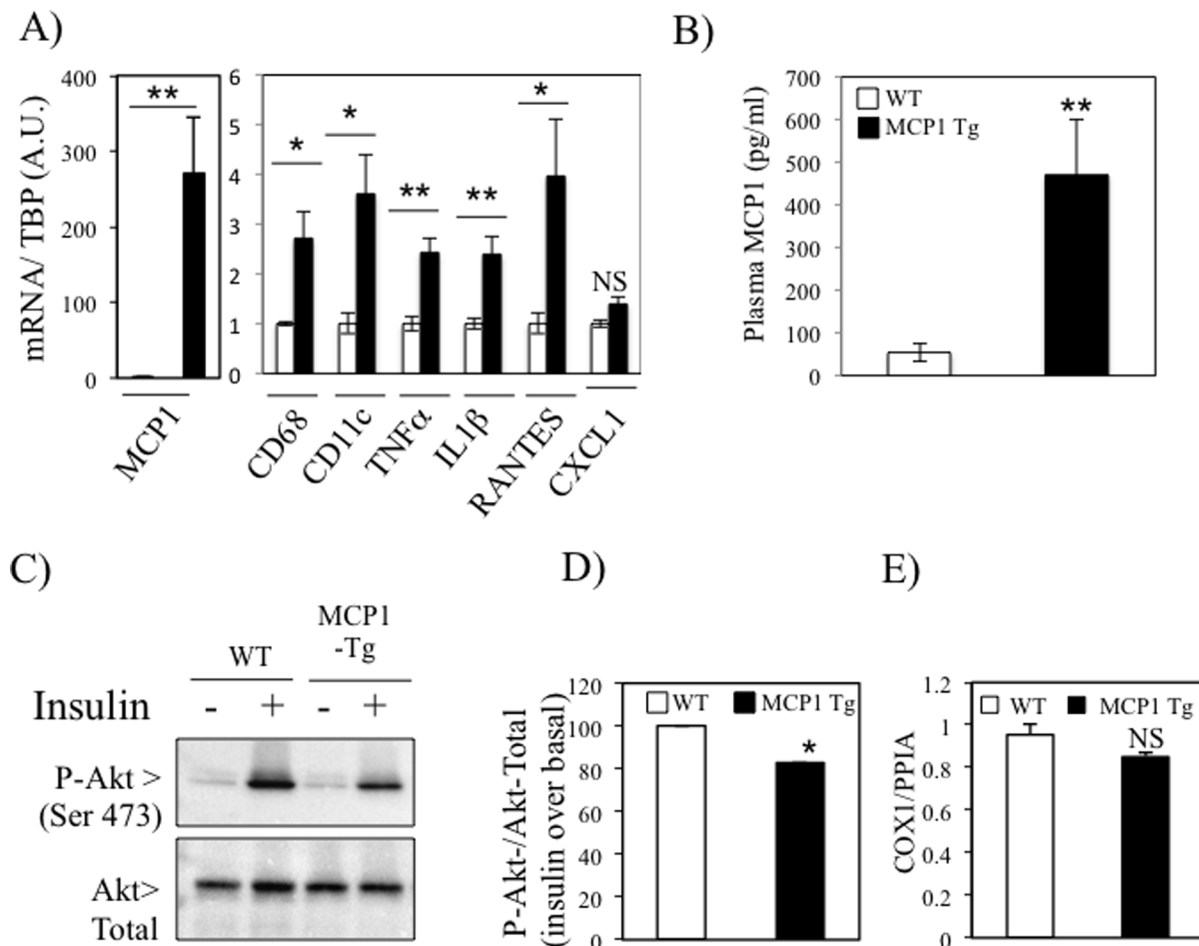 A)
mRNA/ TBP (A.U.)
400
300
200
100
0
**
MCP1
6
5
4
3
2
1
0
*
*
**
**
*
NS
CD68
CD11c
TNFα
IL1β
RANTES
CXCL1
B)
Plasma MCP1 (pg/ml)
700
600
500
400
300
200
100
0
WT
MCP1 Tg
**
C)
MCP1
-Tg
WT
Insulin - + - +
P-Akt >
(Ser 473)
Akt>
Total
D)
P-Akt-/Akt-Total
(insulin over basal)
120
100
80
60
40
20
0
WT MCP1 Tg
*
E)
COX1/PPIA
1.2
1
0.8
0.6
0.4
0.2
0
WT MCP1 Tg
NS